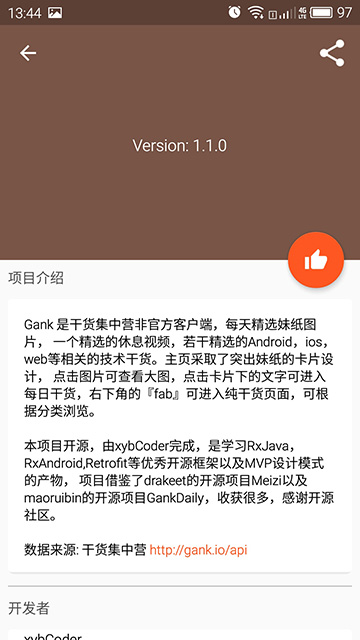 13:44
4G
LTE
97
Version: 1.1.0
项目介绍
Gank 是干货集中营非官方客户端，每天精选妹纸图
片， 一个精选的休息视频，若干精选的Android，ios，
web等相关的技术干货。主页采取了突出妹纸的卡片设
计， 点击图片可查看大图，点击卡片下的文字可进入
每日干货，右下角的『fab』可进入纯干货页面，可根
据分类浏览。
本项目开源，由xybCoder完成，是学习RxJava，
RxAndroid,Retrofit等优秀开源框架以及MVP设计模式
的产物， 项目借鉴了drakeet的开源项目Meizi以及
maoruibin的开源项目GankDaily，收获很多，感谢开源
社区。
数据来源: 干货集中营 http://gank.io/api
开发者
xybCoder